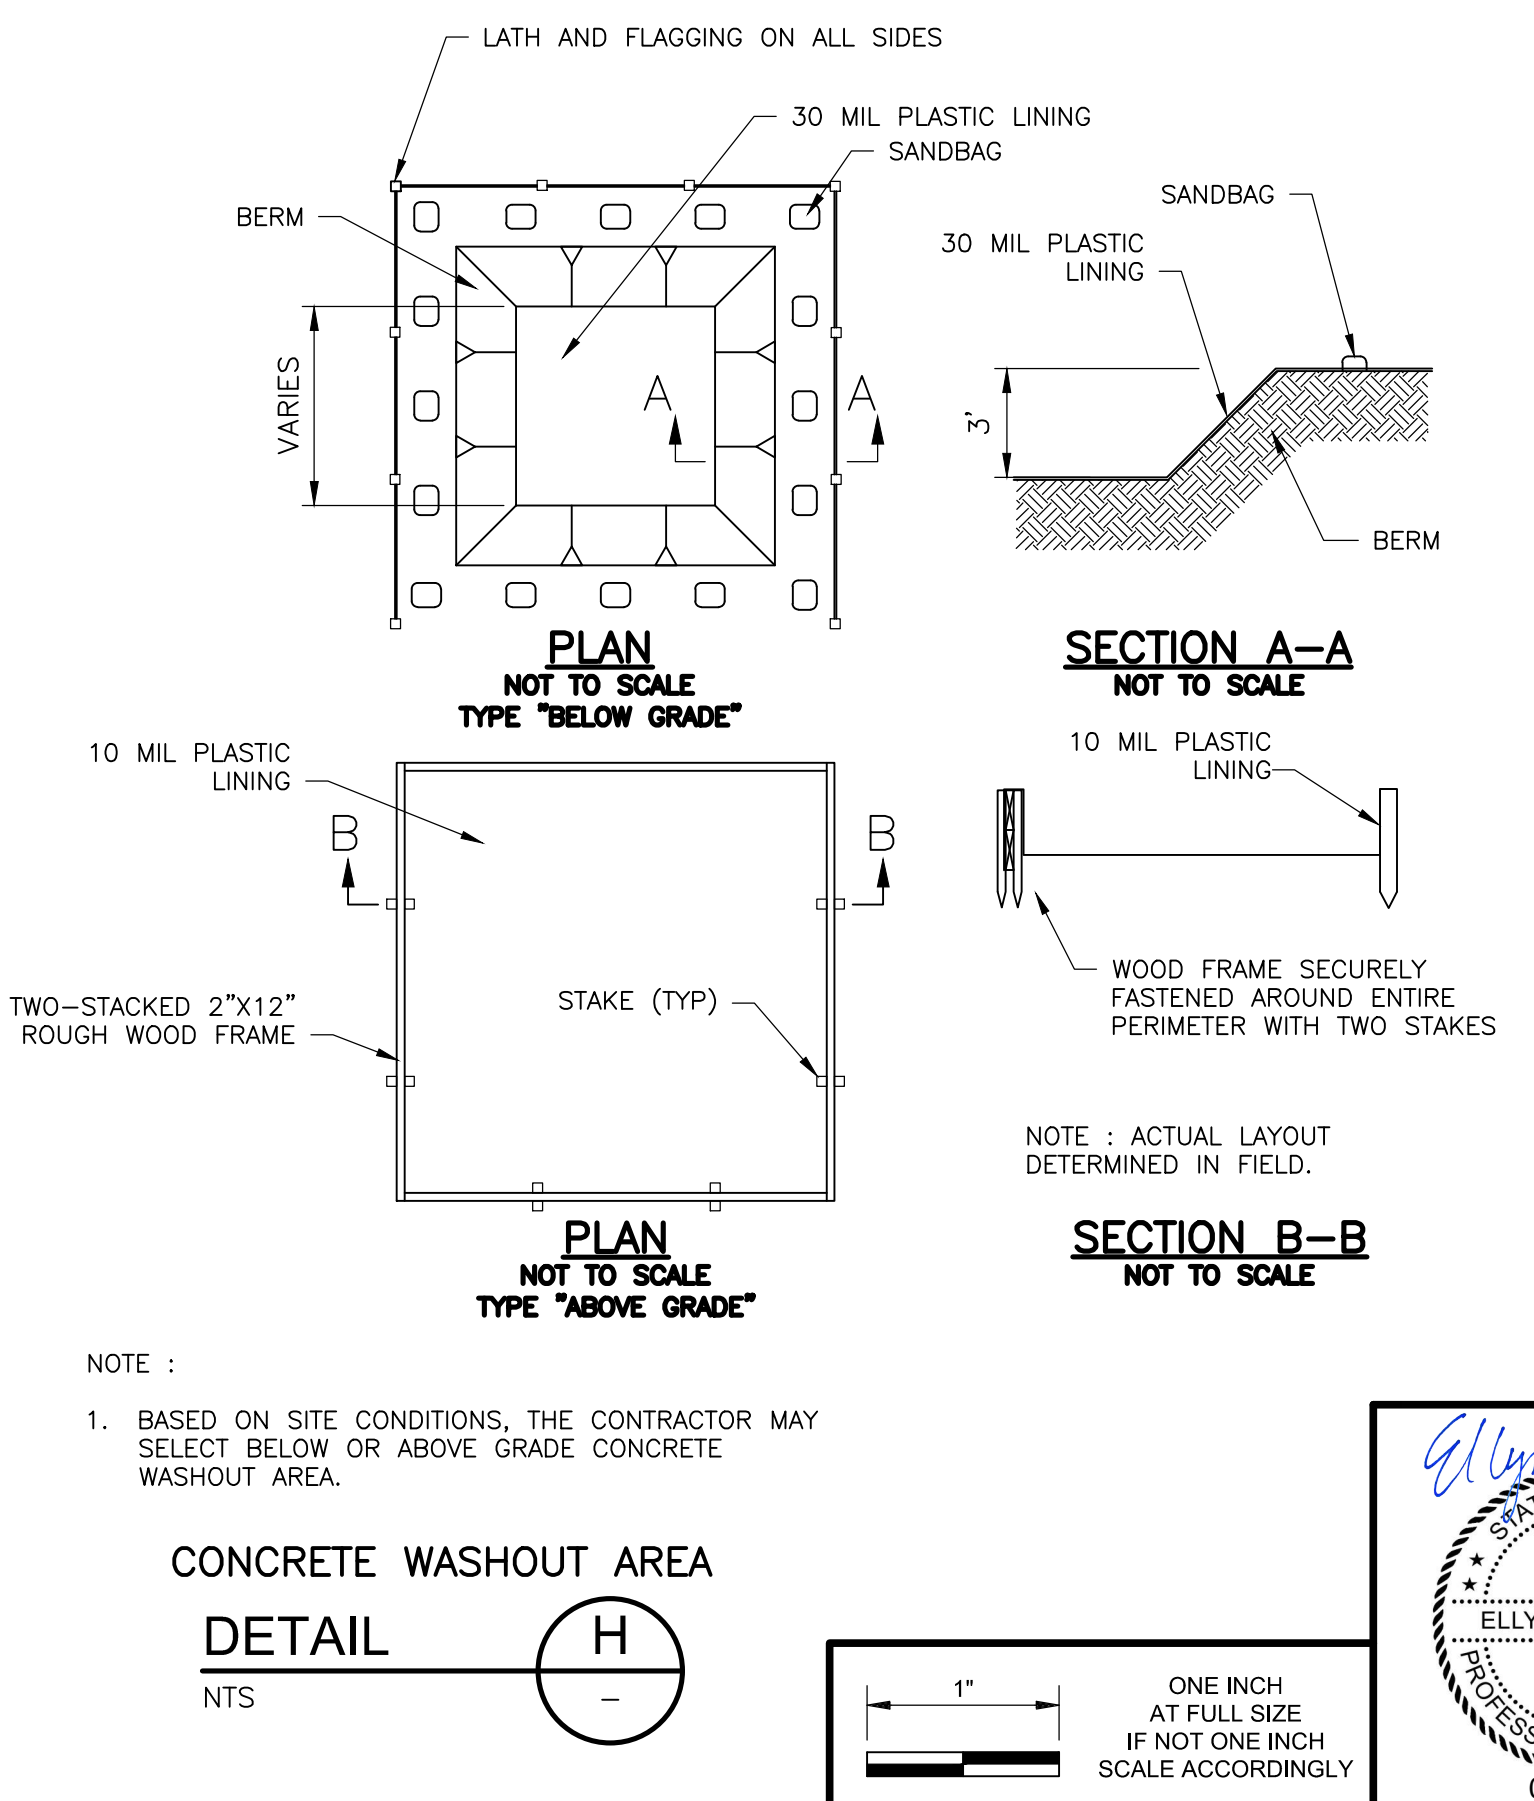 LATH AND FLAGGING ON ALL SIDES
30 MIL PLASTIC LINING
SANDBAG
BERM
VARIES
A
A
PLAN
NOT TO SCALE
TYPE "BELOW GRADE"
SANDBAG
30 MIL PLASTIC
LINING
3'
BERM
SECTION A-A
NOT TO SCALE
10 MIL PLASTIC
LINING
B
B
TWO-STACKED 2"X12"
ROUGH WOOD FRAME
STAKE (TYP)
PLAN
NOT TO SCALE
TYPE "ABOVE GRADE"
10 MIL PLASTIC
LINING
WOOD FRAME SECURELY
FASTENED AROUND ENTIRE
PERIMETER WITH TWO STAKES
NOTE : ACTUAL LAYOUT
DETERMINED IN FIELD.
SECTION B-B
NOT TO SCALE
NOTE :
1. BASED ON SITE CONDITIONS, THE CONTRACTOR MAY
SELECT BELOW OR ABOVE GRADE CONCRETE
WASHOUT AREA.
CONCRETE WASHOUT AREA
DETAIL
H
NTS
-
1"
ONE INCH
AT FULL SIZE
IF NOT ONE INCH
SCALE ACCORDINGLY
ELLY